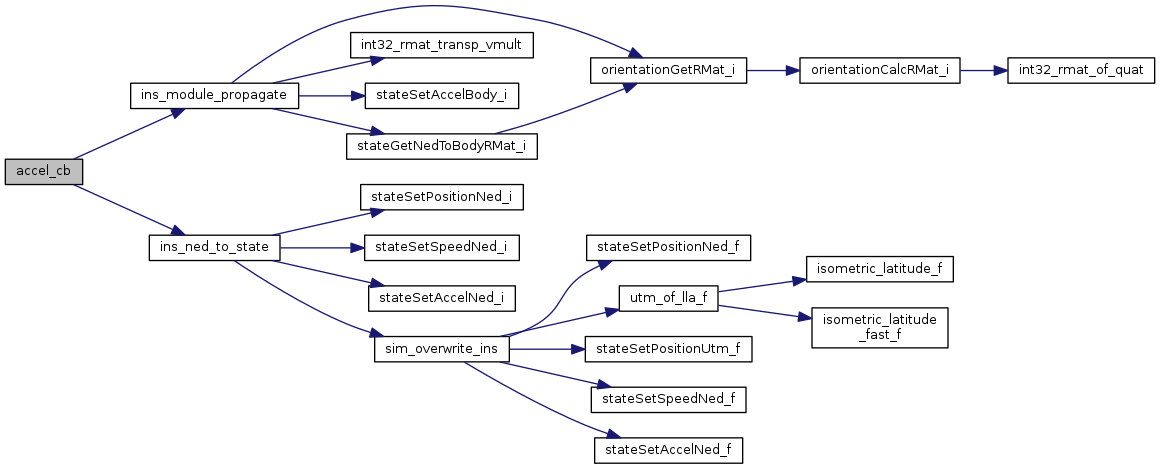 accel_cb
ins_module_propagate
int32_rmat_transp_vmult
stateSetAccelBody_i
stateGetNedToBodyRMat_i
orientationGetRMat_i
orientationCalcRMat_i
int32_rmat_of_quat
ins_ned_to_state
stateSetPositionNed_i
stateSetSpeedNed_i
stateSetAccelNed_i
sim_overwrite_ins
stateSetPositionNed_f
utm_of_lla_f
isometric_latitude_f
isometric_latitude
_fast_f
stateSetPositionUtm_f
stateSetSpeedNed_f
stateSetAccelNed_f